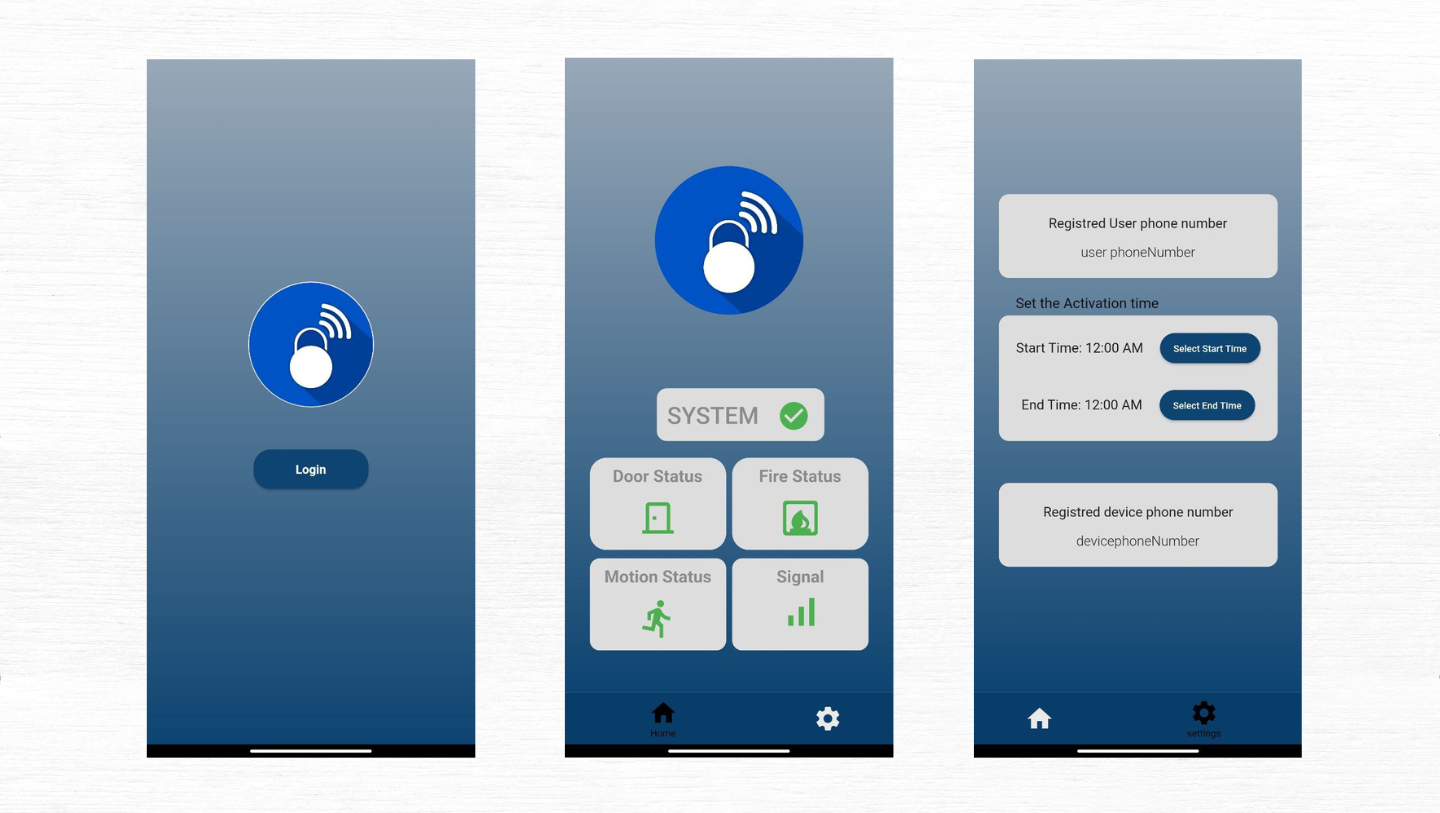 Login
SYSTEM
Door Status
Fire Status
Motion Status
Signal
Home
Registred User phone number
user phoneNumber
Set the Activation time
Start Time: 12:00 AM
Select Start Time
End Time: 12:00 AM
Select End Time
Registred device phone number
devicephoneNumber
settings